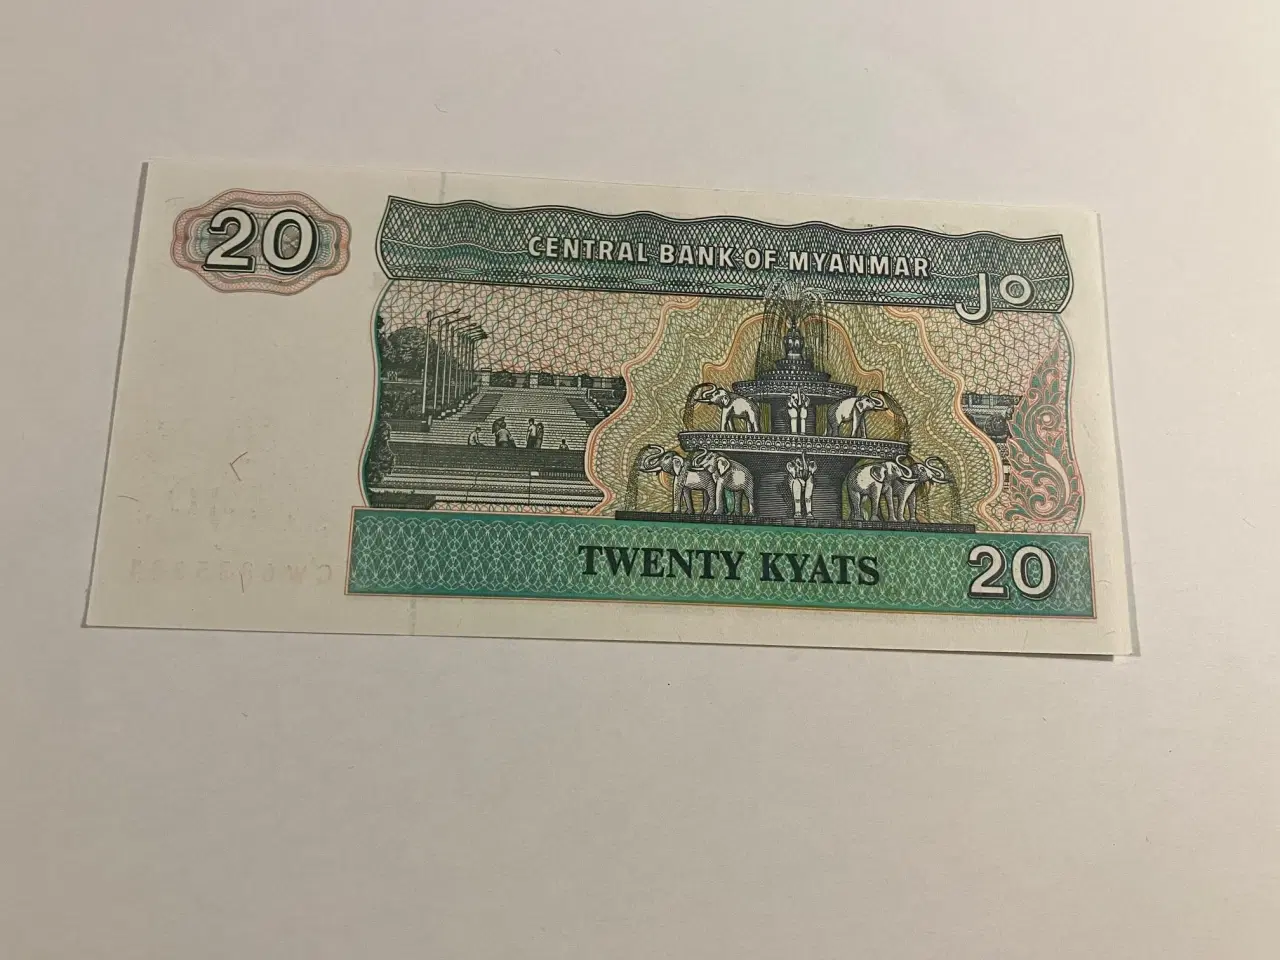 20
CENTRAL BANK OF MYANMAR
၂၀
TWENTY KYATS
20